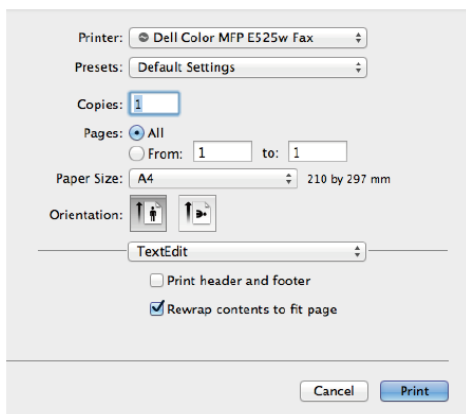 Printer: Dell Color MFP E525w Fax
Presets: Default Settings
Copies: 1
Pages: All
From: 1 to: 1
Paper Size: A4 210 by 297 mm
Orientation:
TextEdit
Print header and footer
Rewrap contents to fit page
Cancel Print